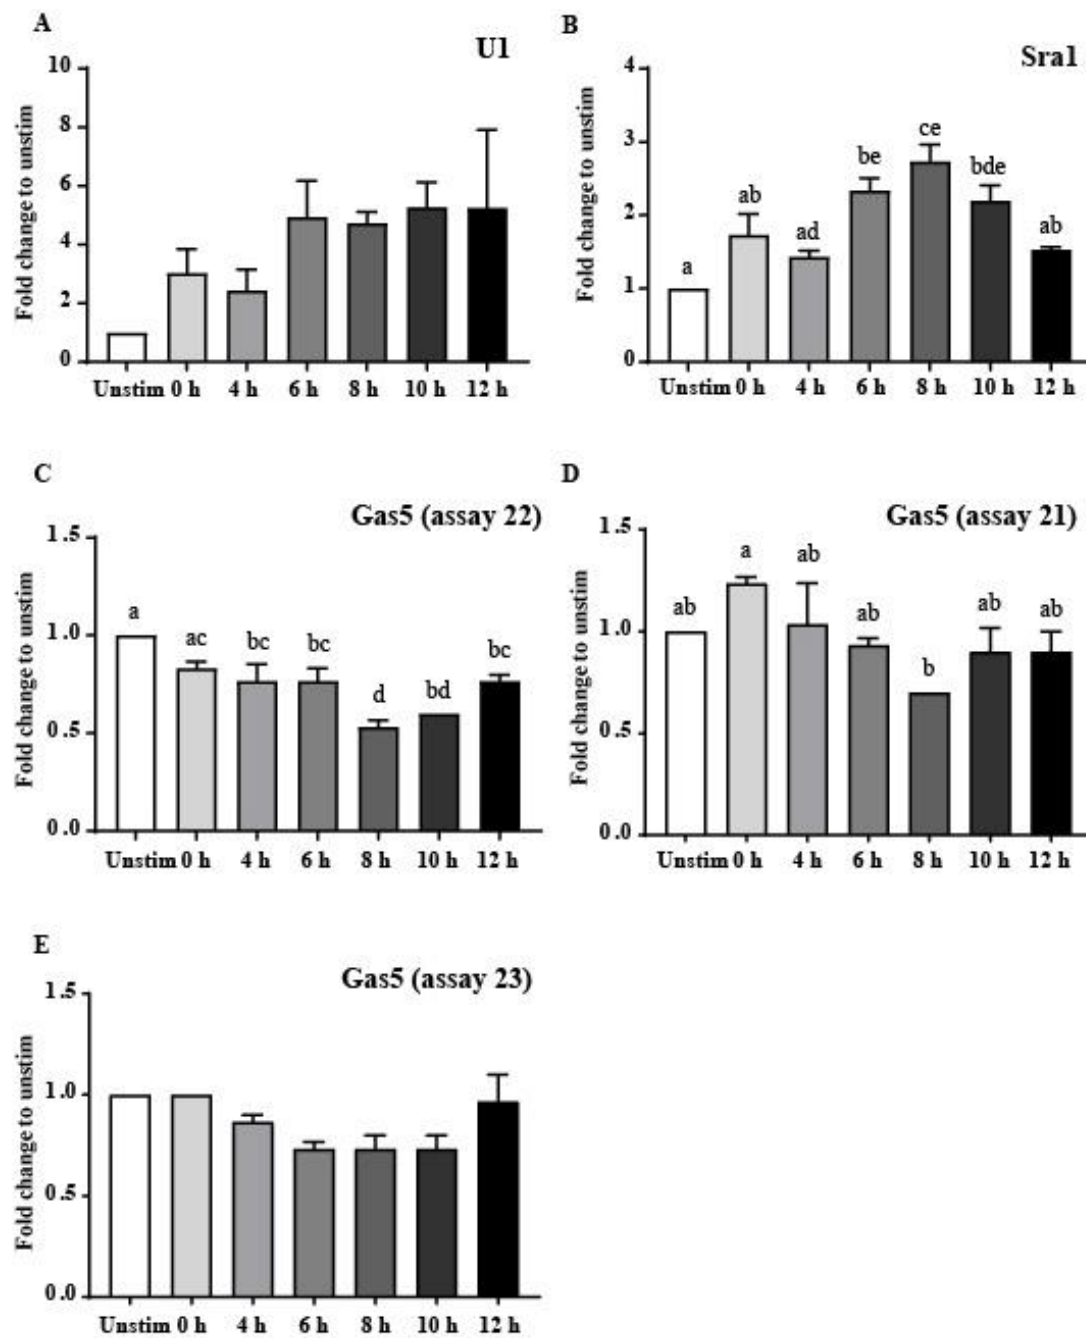 A
U1
Fold change to unstim
10
8
6
4
2
0
Unstim 0 h 4 h 6 h 8 h 10 h 12 h
B
Sra1
Fold change to unstim
4
3
2
1
0
a ab ad be ce bde ab
Unstim 0 h 4 h 6 h 8 h 10 h 12 h
C
Gas5 (assay 22)
Fold change to unstim
1.5
1.0
0.5
0.0
a ac bc bc d bd bc
Unstim 0 h 4 h 6 h 8 h 10 h 12 h
D
Gas5 (assay 21)
Fold change to unstim
1.5
1.0
0.5
0.0
ab a ab ab b ab ab
Unstim 0 h 4 h 6 h 8 h 10 h 12 h
E
Gas5 (assay 23)
Fold change to unstim
1.5
1.0
0.5
0.0
Unstim 0 h 4 h 6 h 8 h 10 h 12 h